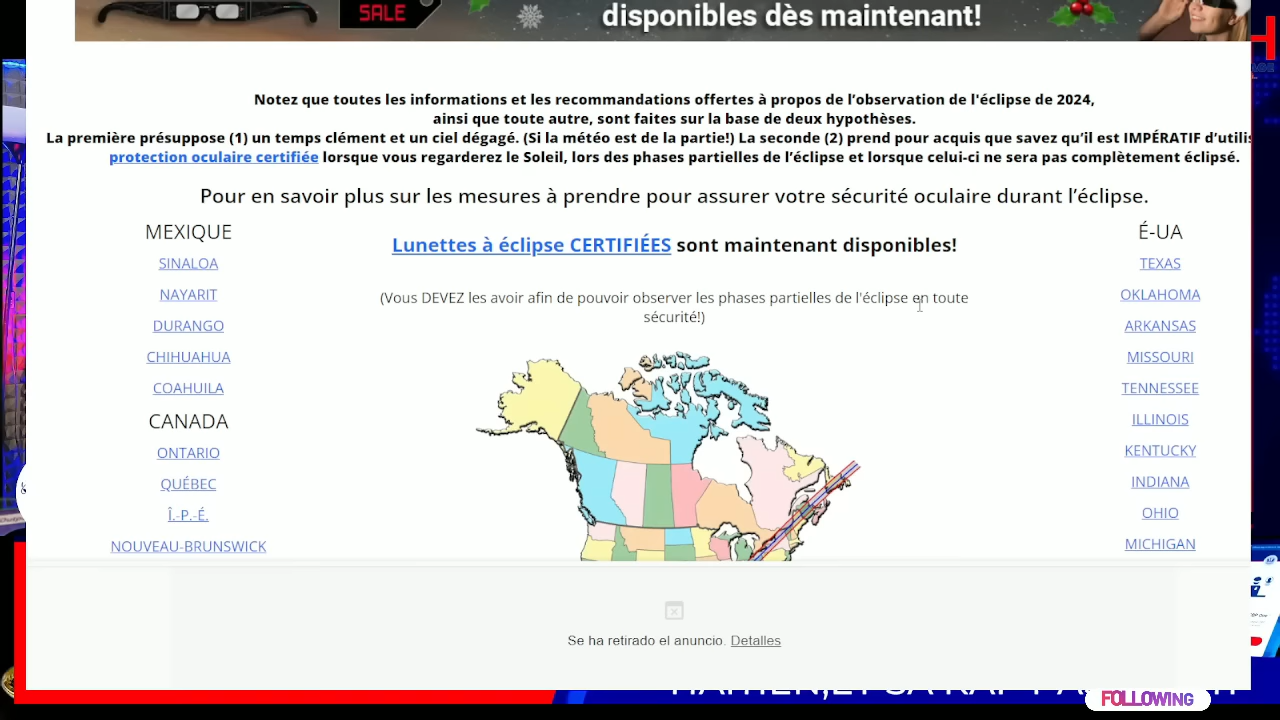 SALE
disponibles dès maintenant!
Notez que toutes les informations et les recommandations offertes à propos de l’observation de l'éclipse de 2024,
ainsi que toute autre, sont faites sur la base de deux hypothèses.
La première présuppose (1) un temps clément et un ciel dégagé. (Si la météo est de la partie!) La seconde (2) prend pour acquis que savez qu’il est IMPÉRATIF
protection oculaire certifiée lorsque vous regarderez le Soleil, lors des phases partielles de l’éclipse et lorsque celui-ci ne sera pas complètement éclipsé.
Pour en savoir plus sur les mesures à prendre pour assurer votre sécurité oculaire durant l’éclipse.
MEXIQUE
SINALOA
NAYARIT
DURANGO
CHIHUAHUA
COAHUILA
CANADA
ONTARIO
QUÉBEC
Î.-P.-É.
NOUVEAU-BRUNSWICK
Lunettes à éclipse CERTIFIÉES sont maintenant disponibles!
(Vous DEVEZ les avoir afin de pouvoir observer les phases partielles de l'éclipse en toute
sécurité!)
É-UA
TEXAS
OKLAHOMA
ARKANSAS
MISSOURI
TENNESSEE
ILLINOIS
KENTUCKY
INDIANA
OHIO
MICHIGAN
Se ha retirado el anuncio. Detalles
FOLLOWING